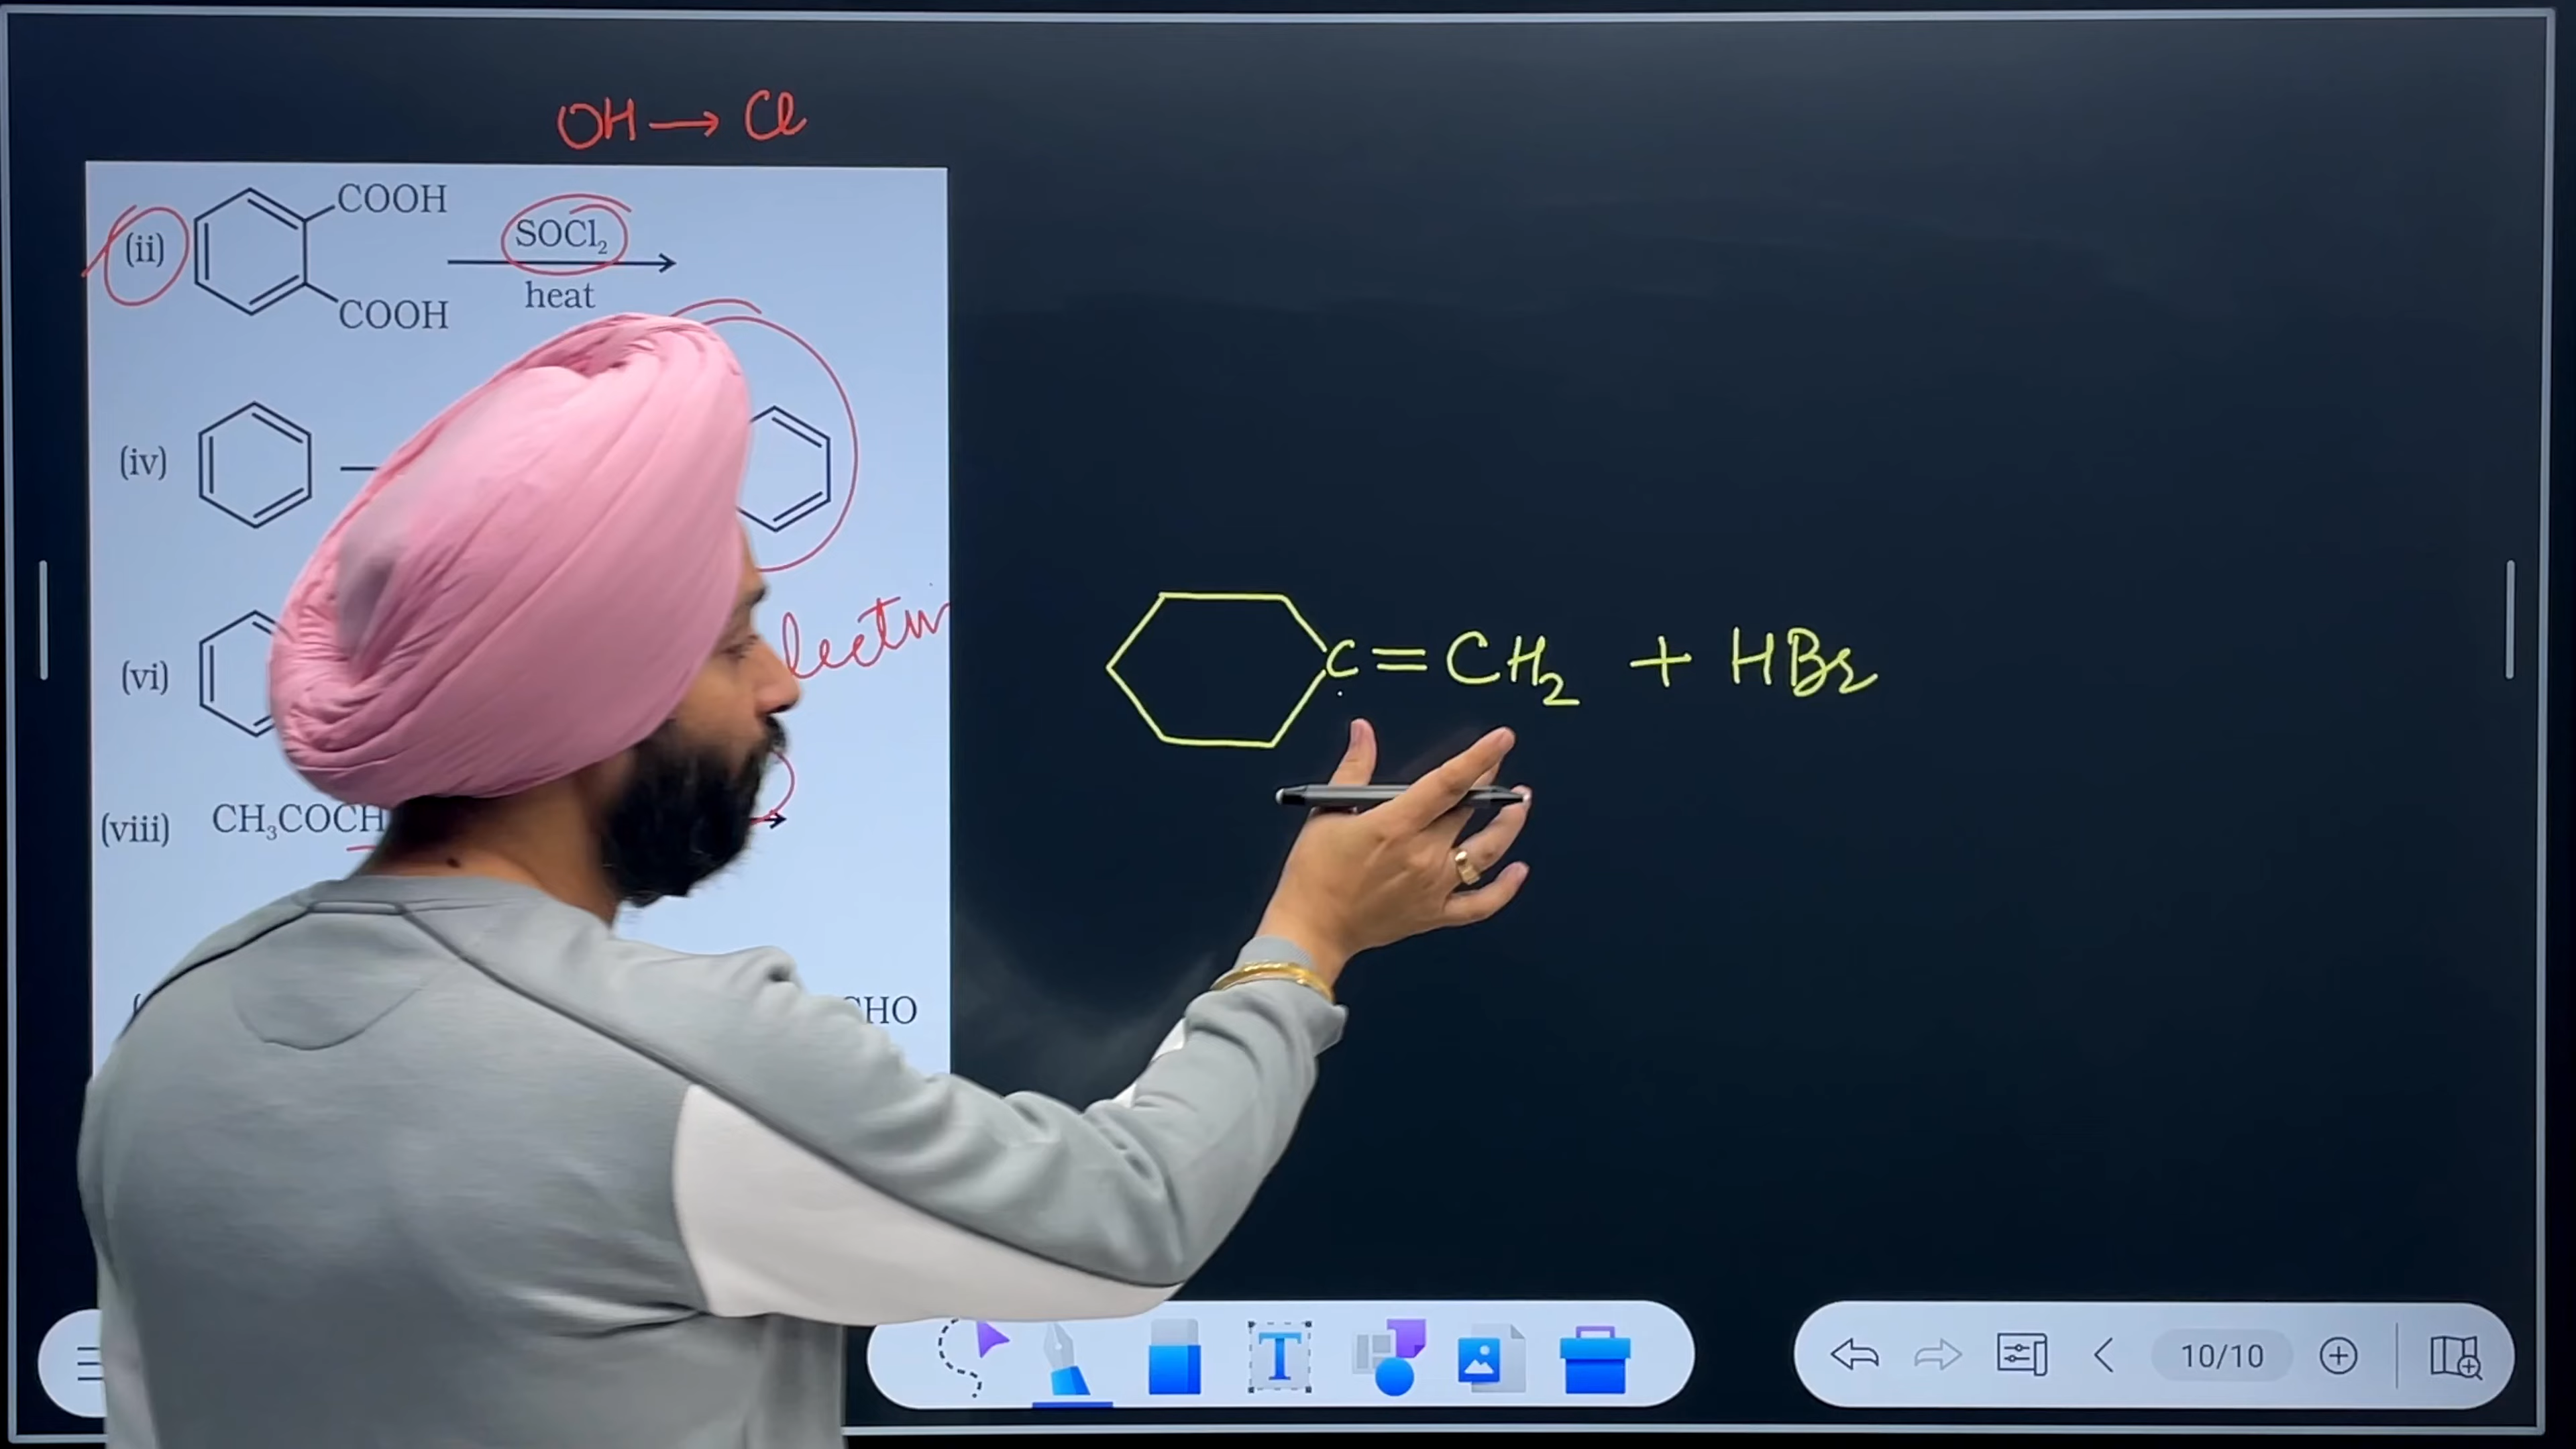 OH → Cl
(ii) COOH SOCl₂
heat
COOH
(iv)
(vi)
C = CH₂ + HBr
(viii) CH₃COCH
CHO
T
10/10